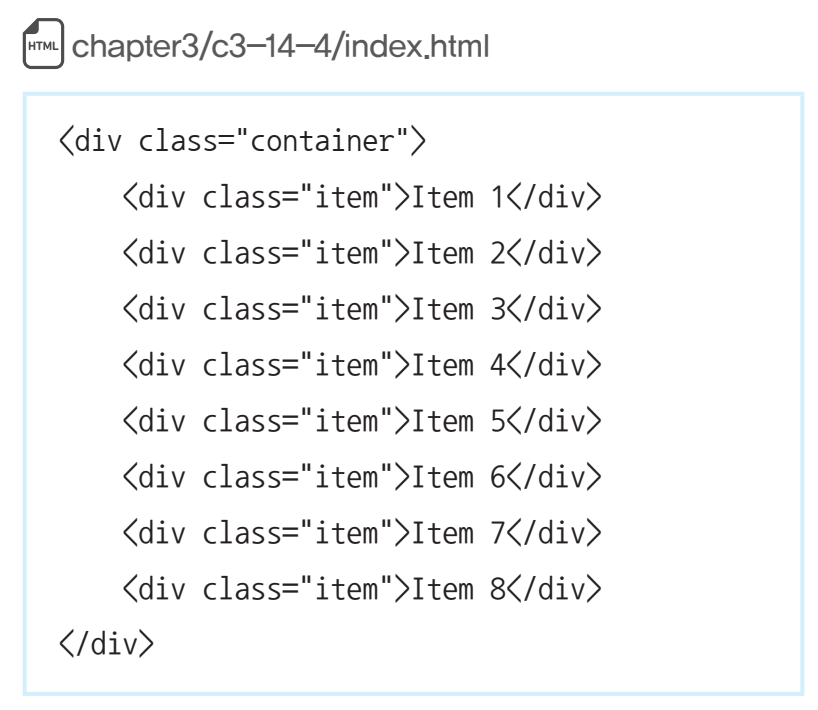 HTML chapter3/c3-14-4/index.html
<div class="container">
    <div class="item">Item 1</div>
    <div class="item">Item 2</div>
    <div class="item">Item 3</div>
    <div class="item">Item 4</div>
    <div class="item">Item 5</div>
    <div class="item">Item 6</div>
    <div class="item">Item 7</div>
    <div class="item">Item 8</div>
</div>